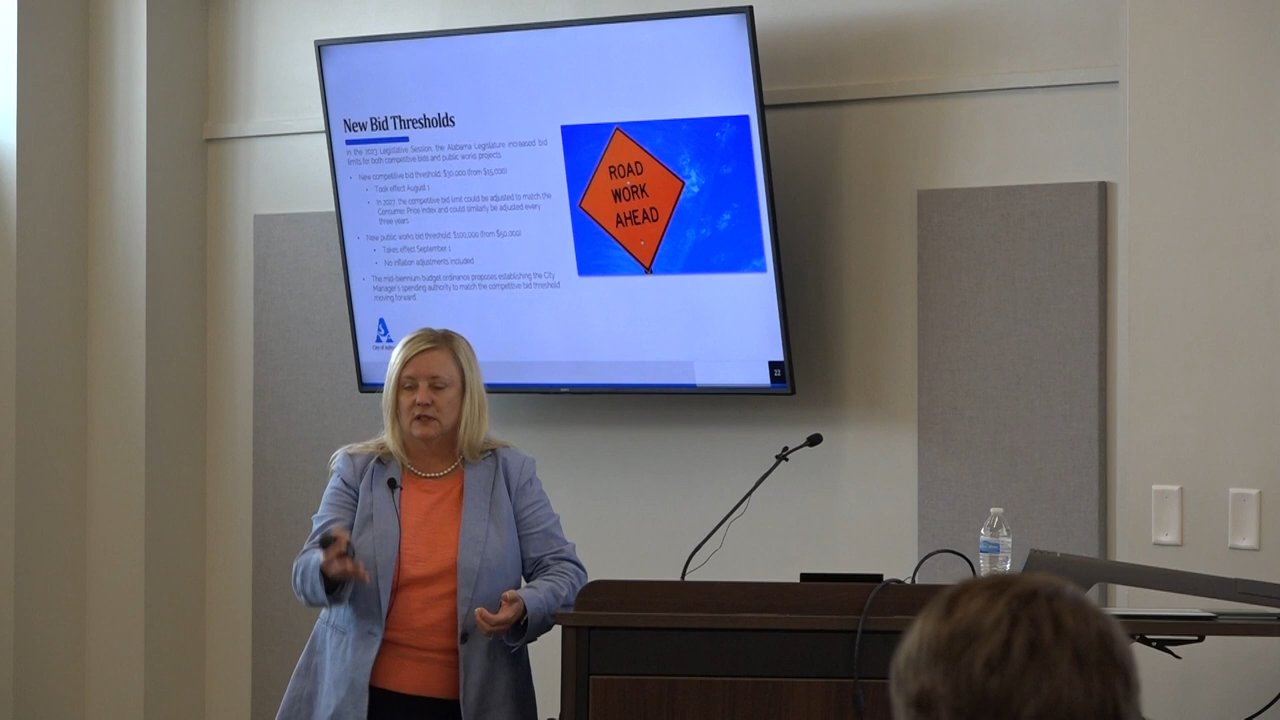 New Bid Thresholds
In the 2023 Legislative Session, the Alabama Legislature increased bid
limits for both competitive bids and public works projects
• New competitive bid threshold: $30,000 (from $15,000)
• Took effect August 1
• In 2027, the competitive bid limit could be adjusted to match the
Consumer Price Index and could similarly be adjusted every
three years
• New public works bid threshold: $100,000 (from $50,000)
• Takes effect September 1
• No inflation adjustments included
• The mid-biennium budget ordinance proposes establishing the City
Manager's spending authority to match the competitive bid threshold
moving forward
ROAD
WORK
AHEAD
City of
22